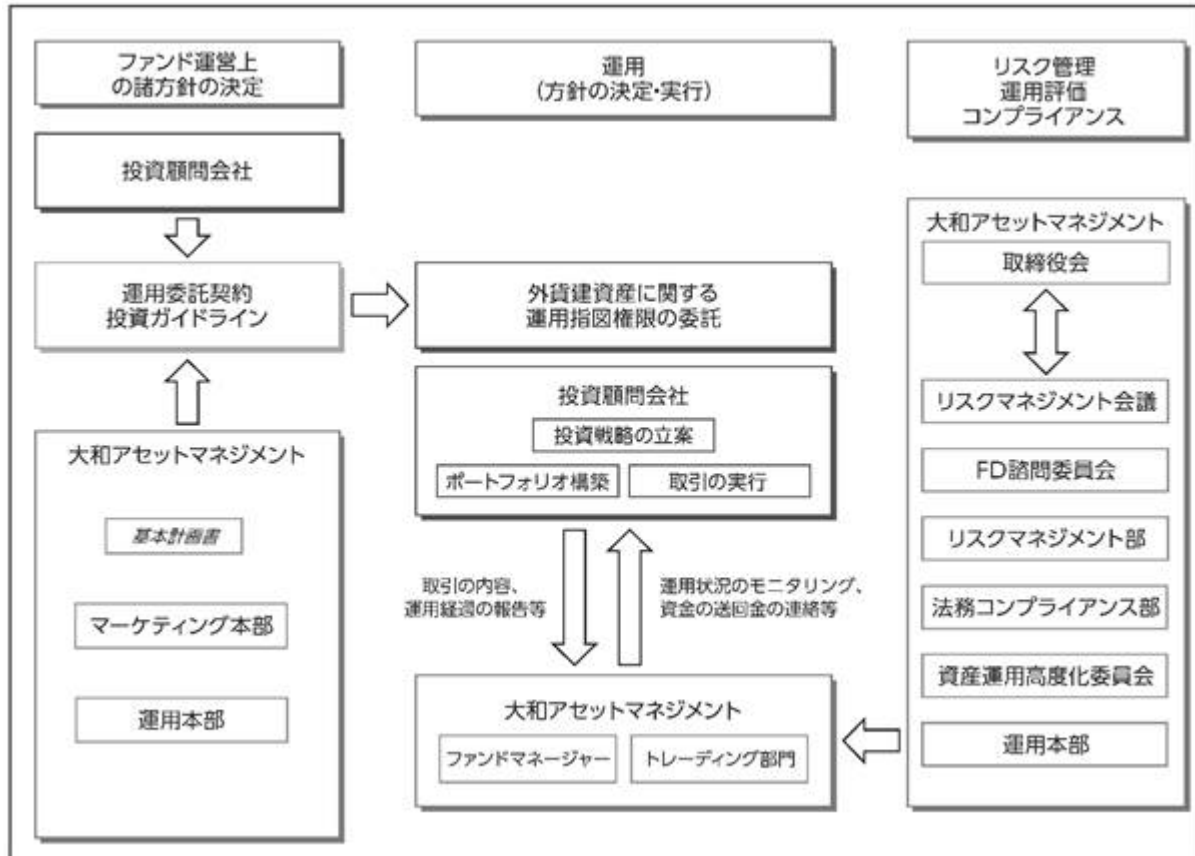 ファンド運営上
の諸方針の決定
投資顧問会社
運用委託契約
投資ガイドライン
大和アセットマネジメント
基本計画書
マーケティング本部
運用本部
運用
(方針の決定・実行)
外貨建資産に関する
運用指図権限の委託
投資顧問会社
投資戦略の立案
ポートフォリオ構築
取引の実行
取引の内容、
運用経過の報告等
運用状況のモニタリング、
資金の送回金の連絡等
大和アセットマネジメント
ファンドマネージャー
トレーディング部門
リスク管理
運用評価
コンプライアンス
大和アセットマネジメント
取締役会
リスクマネジメント会議
FD諮問委員会
リスクマネジメント部
法務コンプライアンス部
資産運用高度化委員会
運用本部